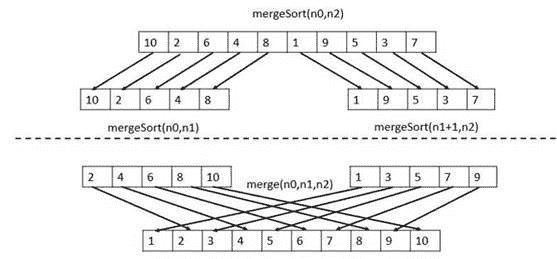 mergeSort(n0,n2)
10 2 6 4 8 1 9 5 3 7
10 2 6 4 8 1 9 5 3 7
mergeSort(n0,n1) mergeSort(n1+1,n2)
2 4 6 8 10 merge(n0,n1,n2) 1 3 5 7 9
1 2 3 4 5 6 7 8 9 10